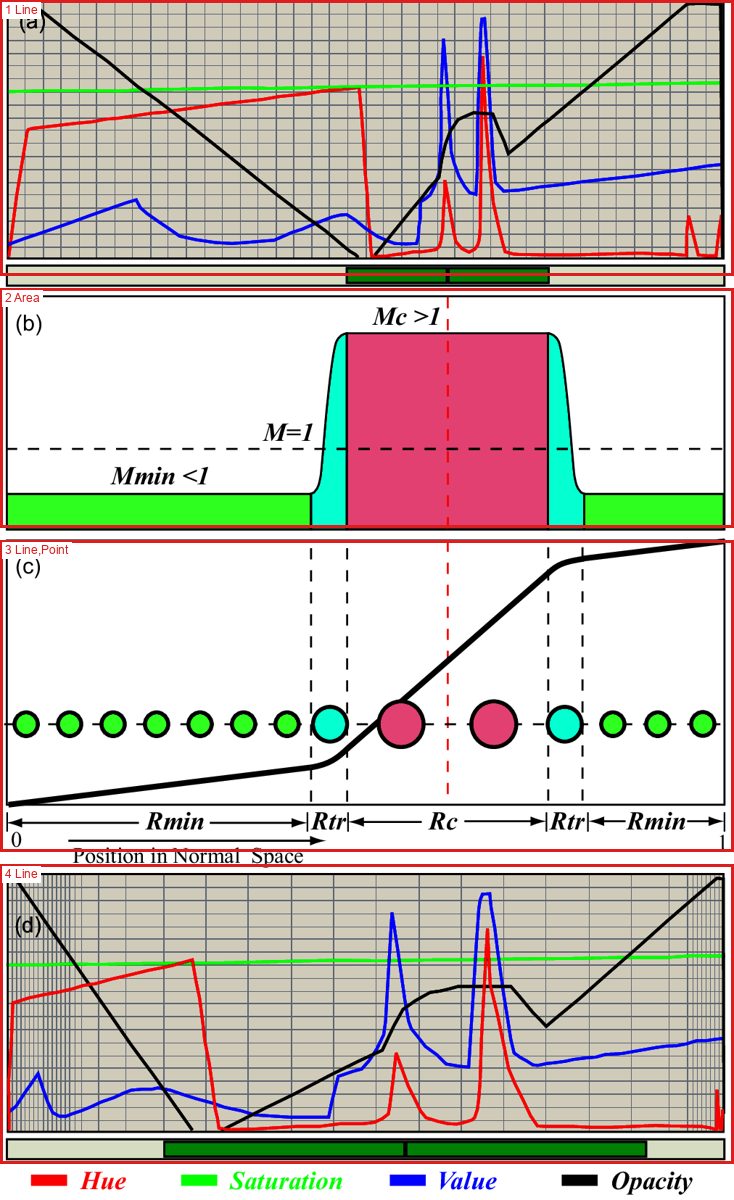 1 Line
(a)
2 Area
(b)
Mc >1
M=1
Mmin <1
3 Line,Point
(c)
Rmin Rtr Rc Rtr Rmin
0 1
Position in Normal Space
4 Line
(d)
Hue Saturation Value Opacity